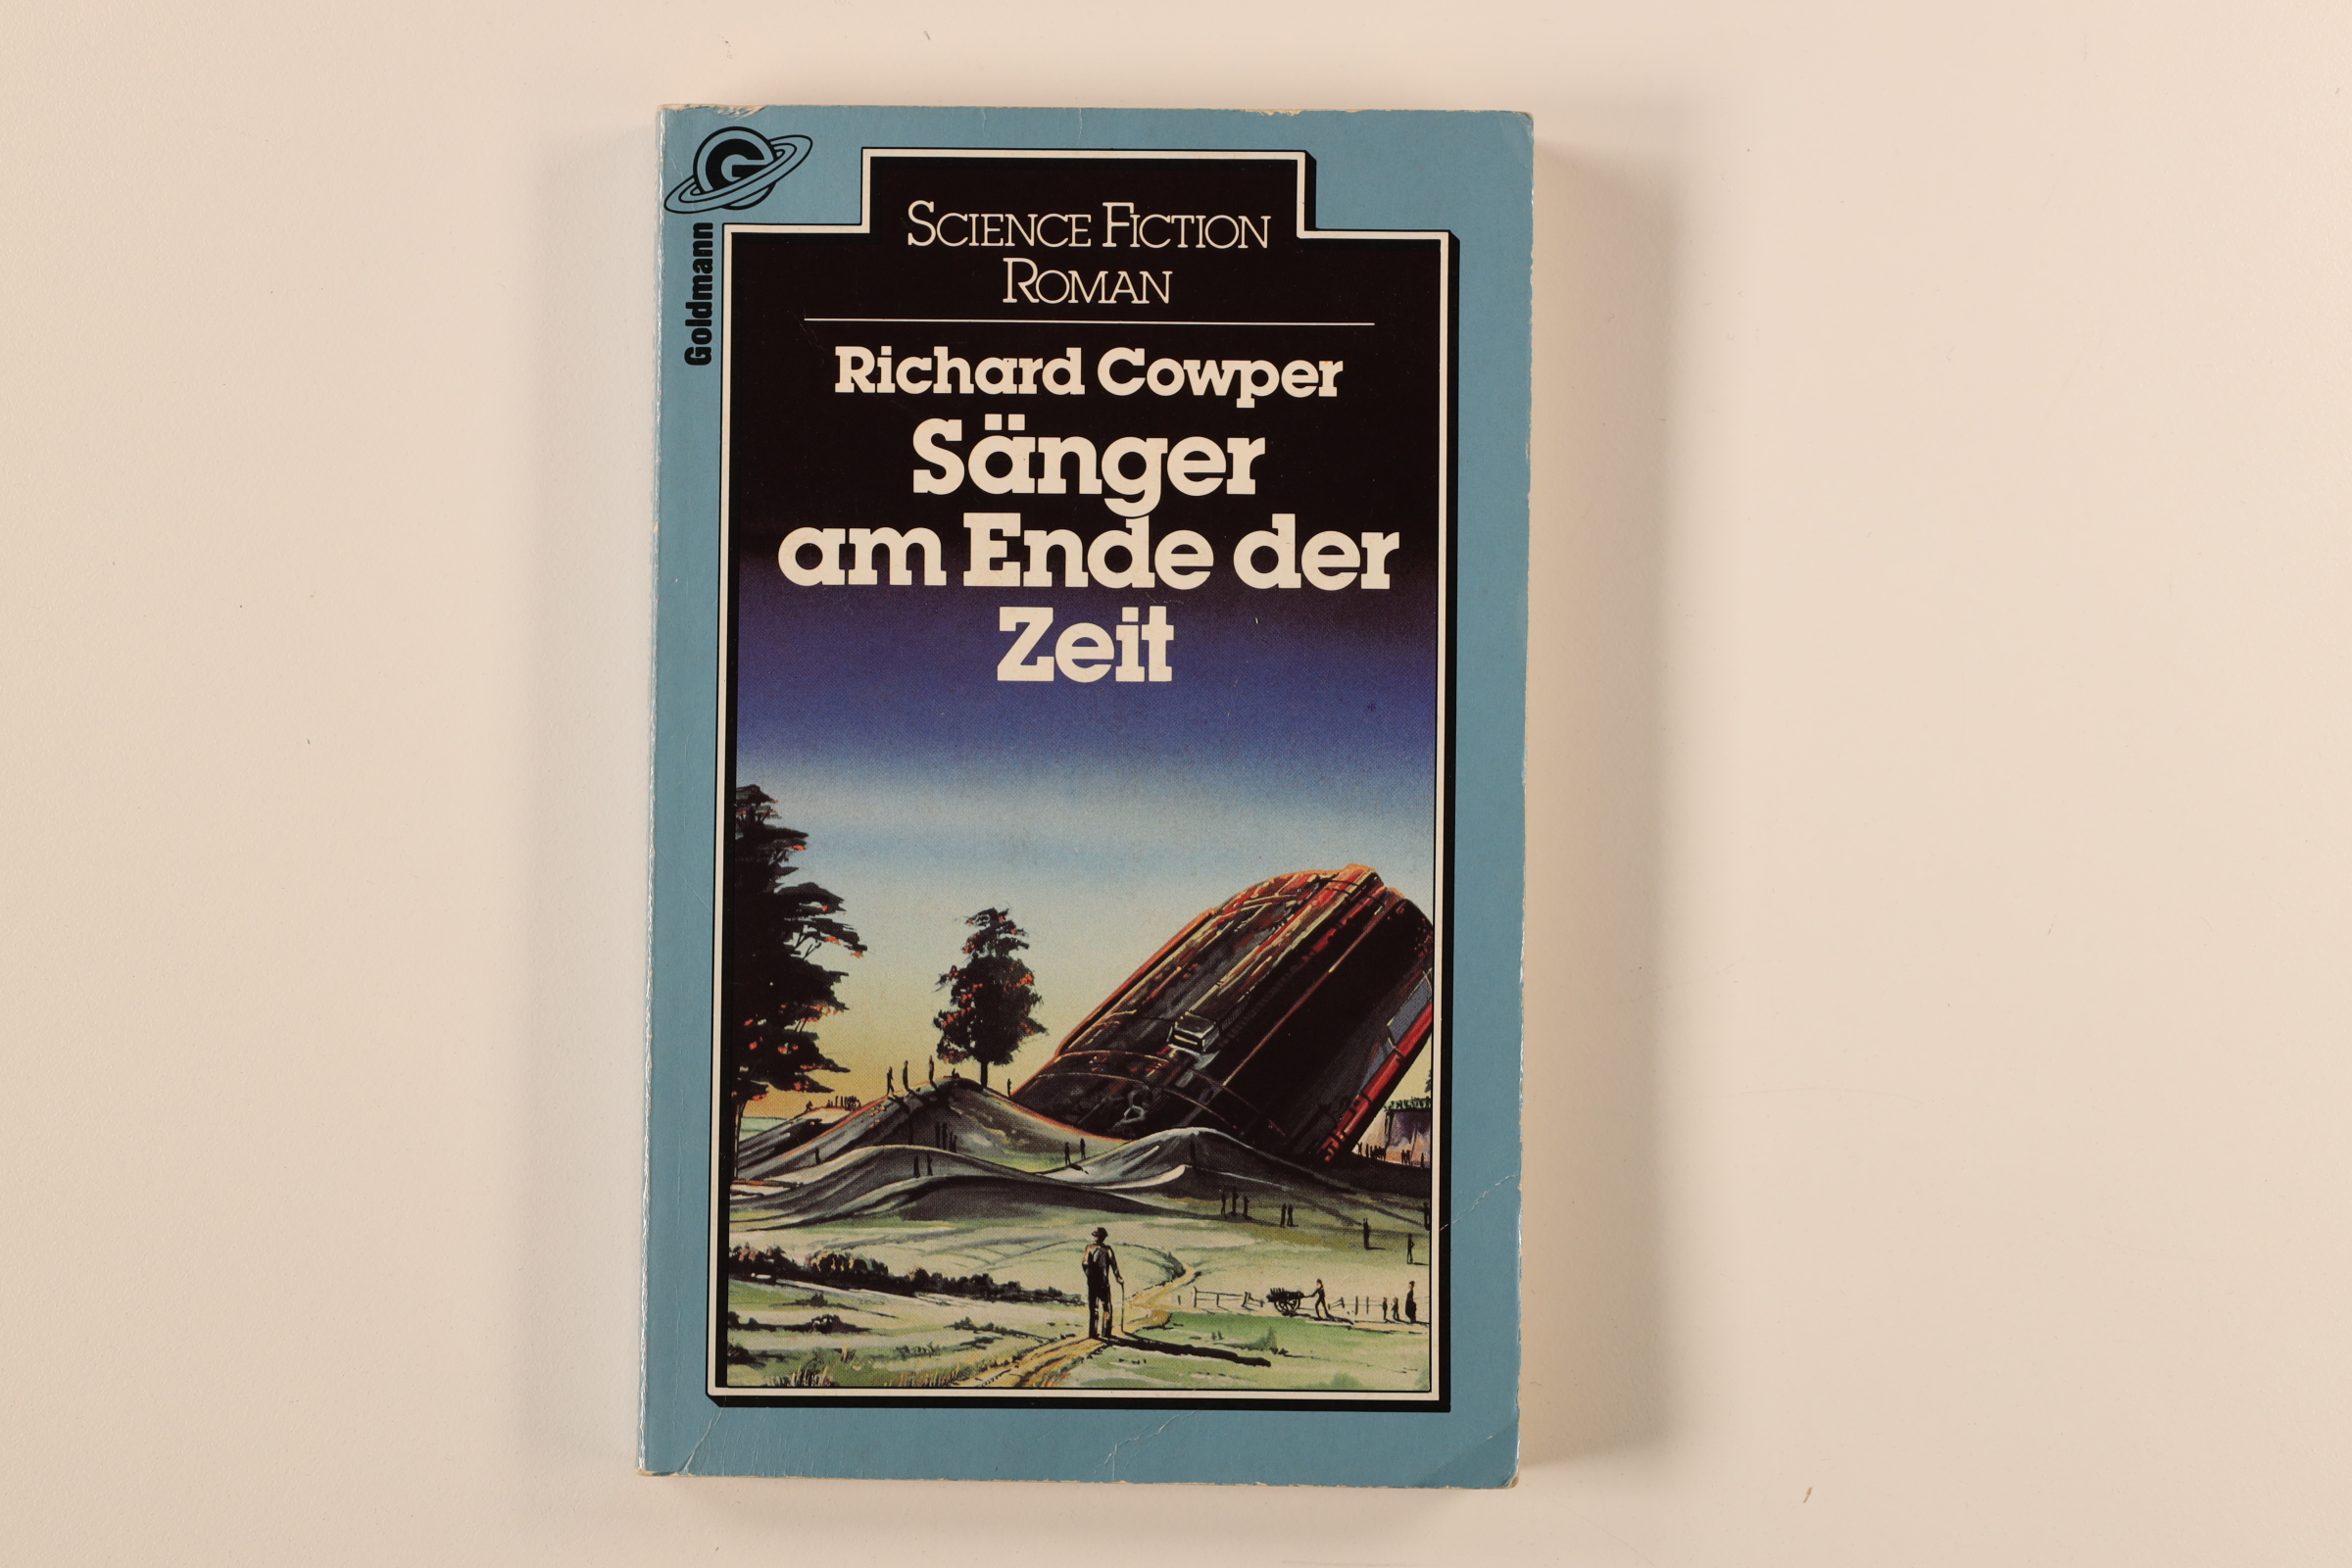 G
Goldmann
SCIENCE FICTION
ROMAN
Richard Cowper
Sänger
am Ende der
Zeit